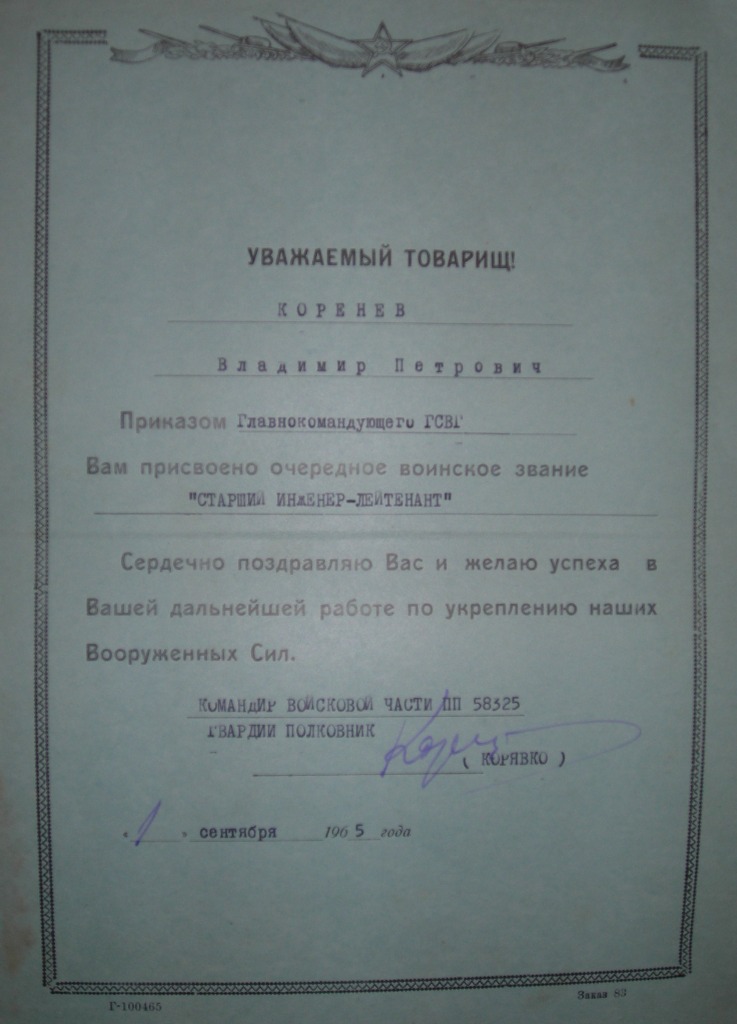 УВАЖАЕМЫЙ ТОВАРИЩ!
КОРЕНЕВ
Владимир Петрович
Приказом Главнокомандующего ГСВГ
Вам присвоено очередное воинское звание
"СТАРШИЙ ИНЖЕНЕР-ЛЕЙТЕНАНТ"
Сердечно поздравляю Вас и желаю успеха в
Вашей дальнейшей работе по укреплению наших
Вооруженных Сил.
КОМАНДИР ВОЙСКОВОЙ ЧАСТИ ПП 58325
ГВАРДИИ ПОЛКОВНИК
( КОРЯВКО )
« 1 » сентября 1965 года
Г-100465
Заказ 83